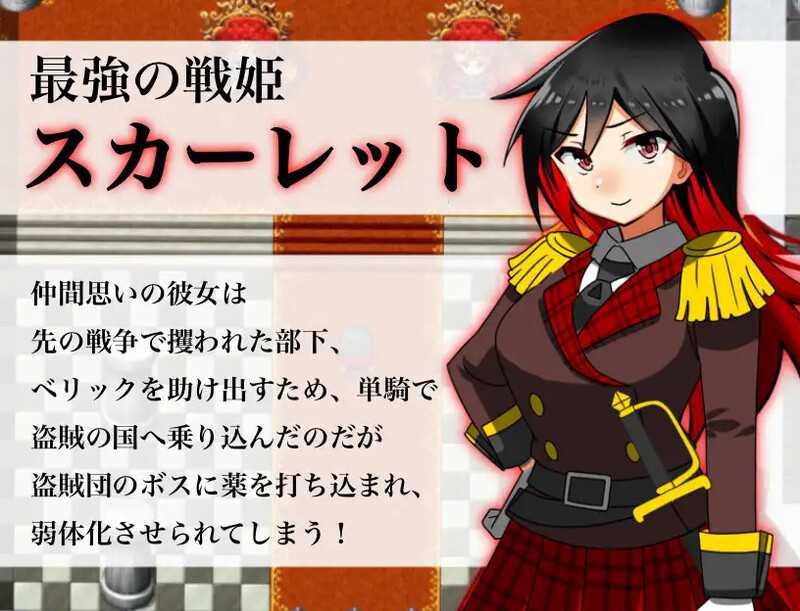 最強の戦姫
スカーレット
仲間思いの彼女は
先の戦争で攫われた部下、
ベリックを助け出すため、単騎で
盗賊の国へ乗り込んだのだが
盗賊団のボスに薬を打ち込まれ、
弱体化させられてしまう！